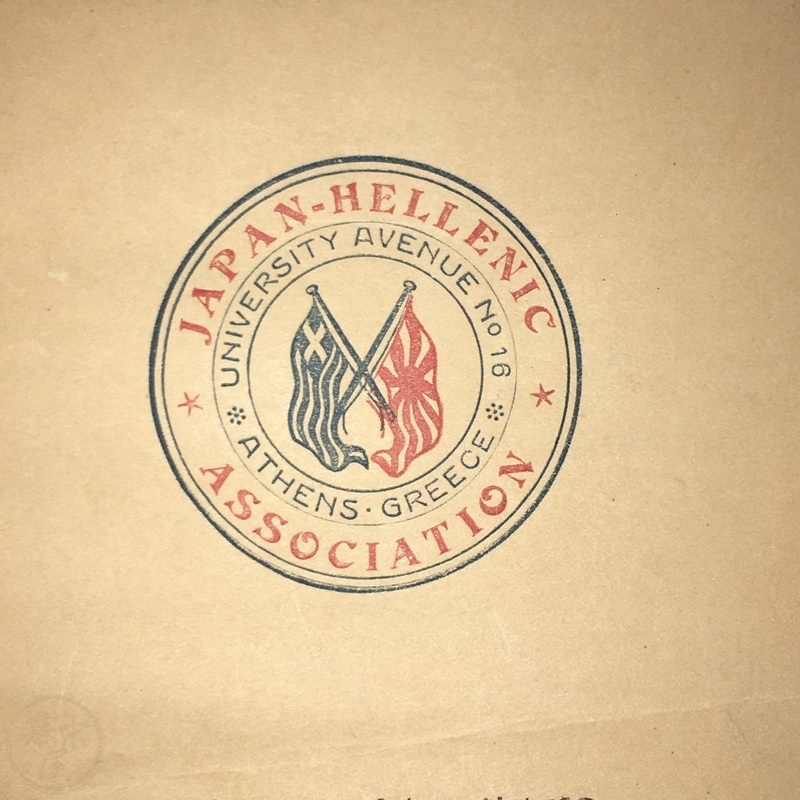 JAPAN-HELLENIC
UNIVERSITY AVENUE No 16
ATHENS · GREECE
ASSOCIATION